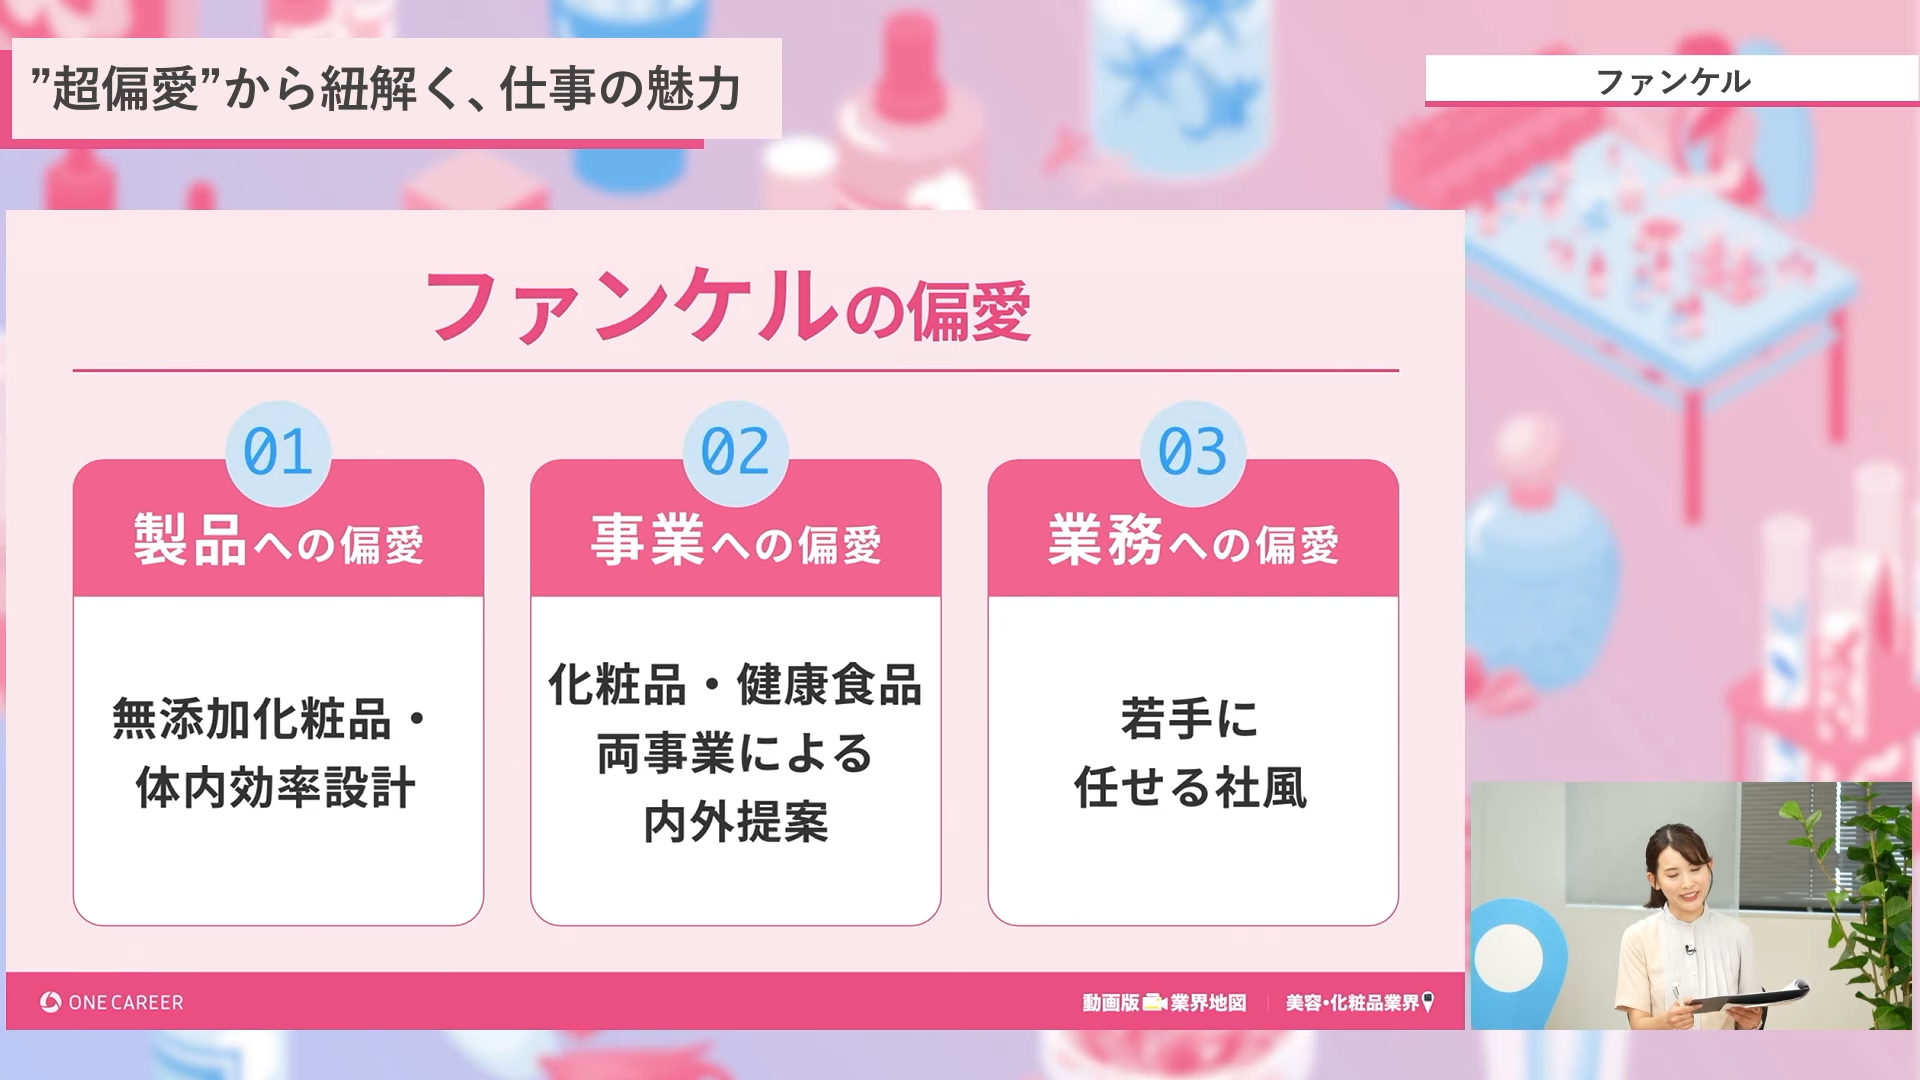 ”超偏愛”から紐解く、仕事の魅力
ファンケル
ファンケルの偏愛
01
製品への偏愛
無添加化粧品・
体内効率設計
02
事業への偏愛
化粧品・健康食品
両事業による
内外提案
03
業務への偏愛
若手に
任せる社風
ONE CAREER
動画版業界地図
美容・化粧品業界